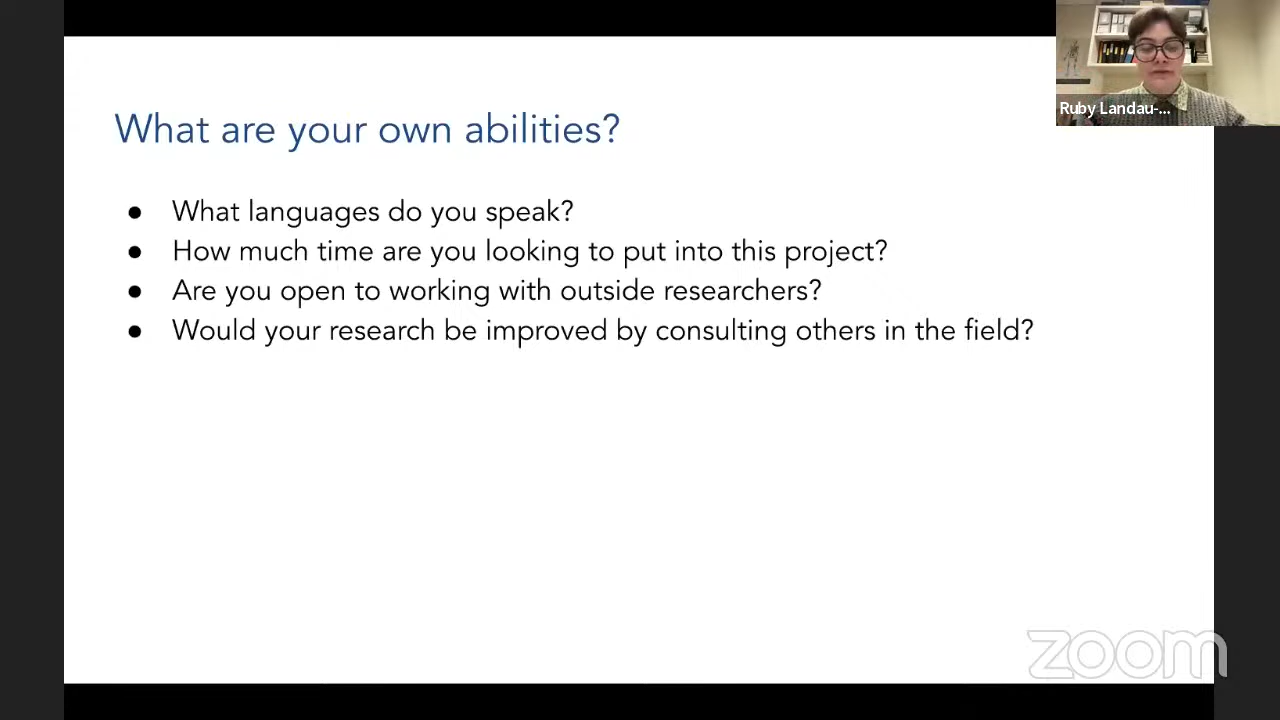 Ruby Landau-...
What are your own abilities?
● What languages do you speak?
● How much time are you looking to put into this project?
● Are you open to working with outside researchers?
● Would your research be improved by consulting others in the field?
zoom